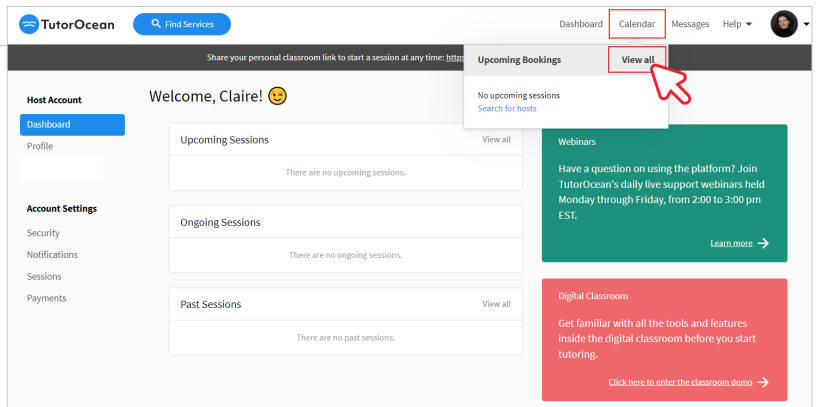 TutorOcean
Find Services
Dashboard Calendar Messages Help
Share your personal classroom link to start a session at any time: https
Upcoming Bookings View all
No upcoming sessions
Search for hosts
Host Account
Dashboard
Profile
Account Settings
Security
Notifications
Sessions
Payments
Welcome, Claire!
Upcoming Sessions View all
There are no upcoming sessions.
Ongoing Sessions
There are no ongoing sessions.
Past Sessions View all
There are no past sessions.
Webinars
Have a question on using the platform? Join
TutorOcean's daily live support webinars held
Monday through Friday, from 2:00 to 3:00 pm
EST.
Learn more
Digital Classroom
Get familiar with all the tools and features
inside the digital classroom before you start
tutoring.
Click here to enter the classroom demo